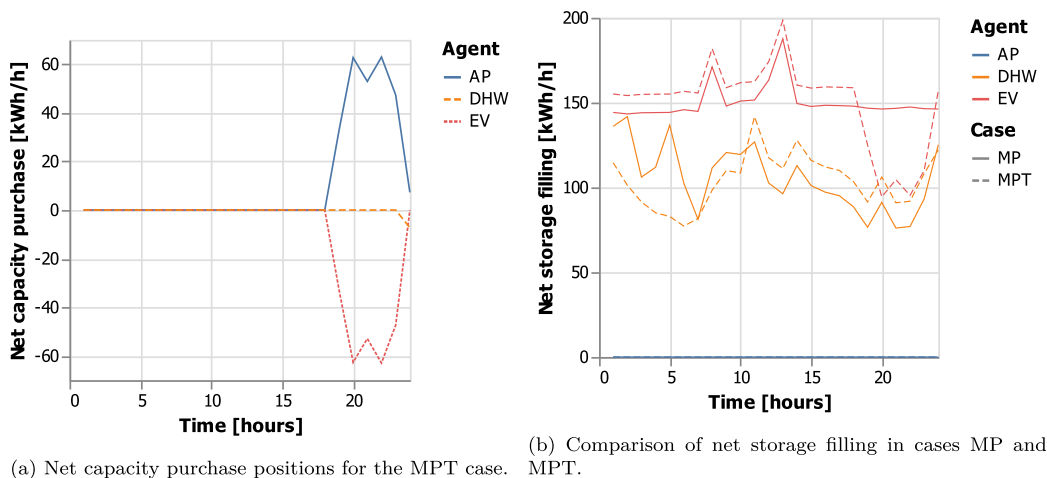 Net capacity purchase [kWh/h]
60
40
20
0
-20
-40
-60
0 5 10 15 20
Time [hours]
Agent
AP
DHW
EV
(a) Net capacity purchase positions for the MPT case.
Net storage filling [kWh/h]
200
150
100
50
0
0 5 10 15 20
Time [hours]
Agent
AP
DHW
EV
Case
MP
MPT
(b) Comparison of net storage filling in cases MP and
MPT.